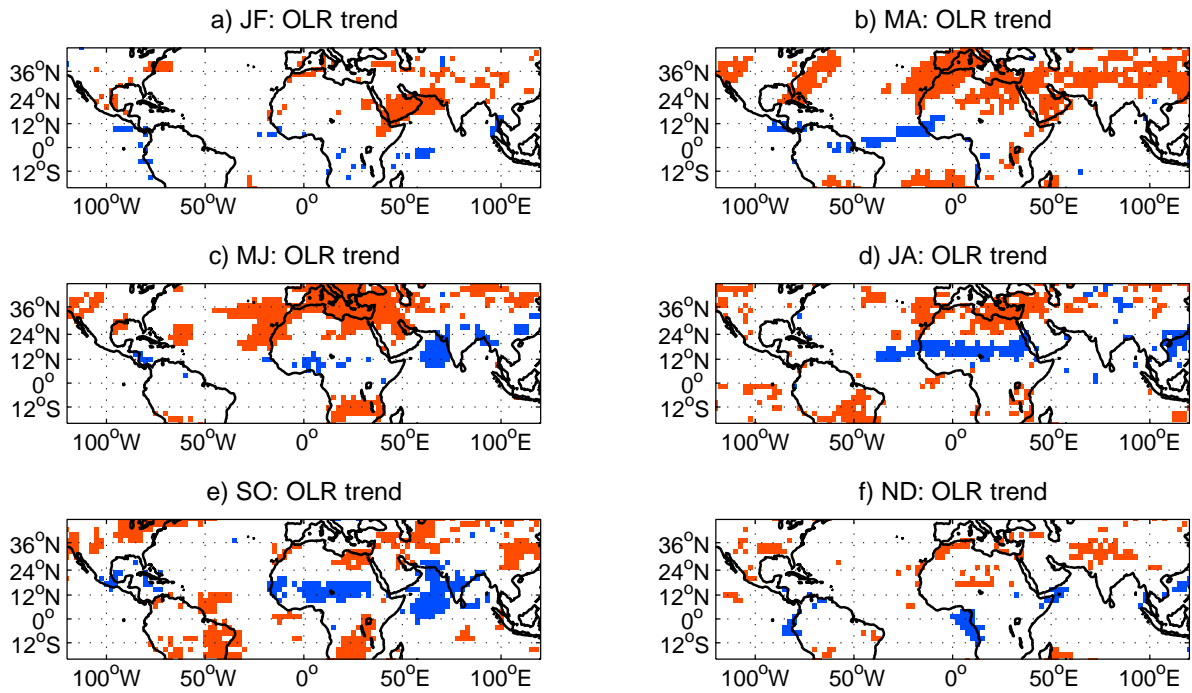 a) JF: OLR trend
b) MA: OLR trend
36°N
24°N
12°N
0°
12°S
100°W 50°W 0° 50°E 100°E
36°N
24°N
12°N
0°
12°S
100°W 50°W 0° 50°E 100°E
c) MJ: OLR trend
d) JA: OLR trend
36°N
24°N
12°N
0°
12°S
100°W 50°W 0° 50°E 100°E
36°N
24°N
12°N
0°
12°S
100°W 50°W 0° 50°E 100°E
e) SO: OLR trend
f) ND: OLR trend
36°N
24°N
12°N
0°
12°S
100°W 50°W 0° 50°E 100°E
36°N
24°N
12°N
0°
12°S
100°W 50°W 0° 50°E 100°E